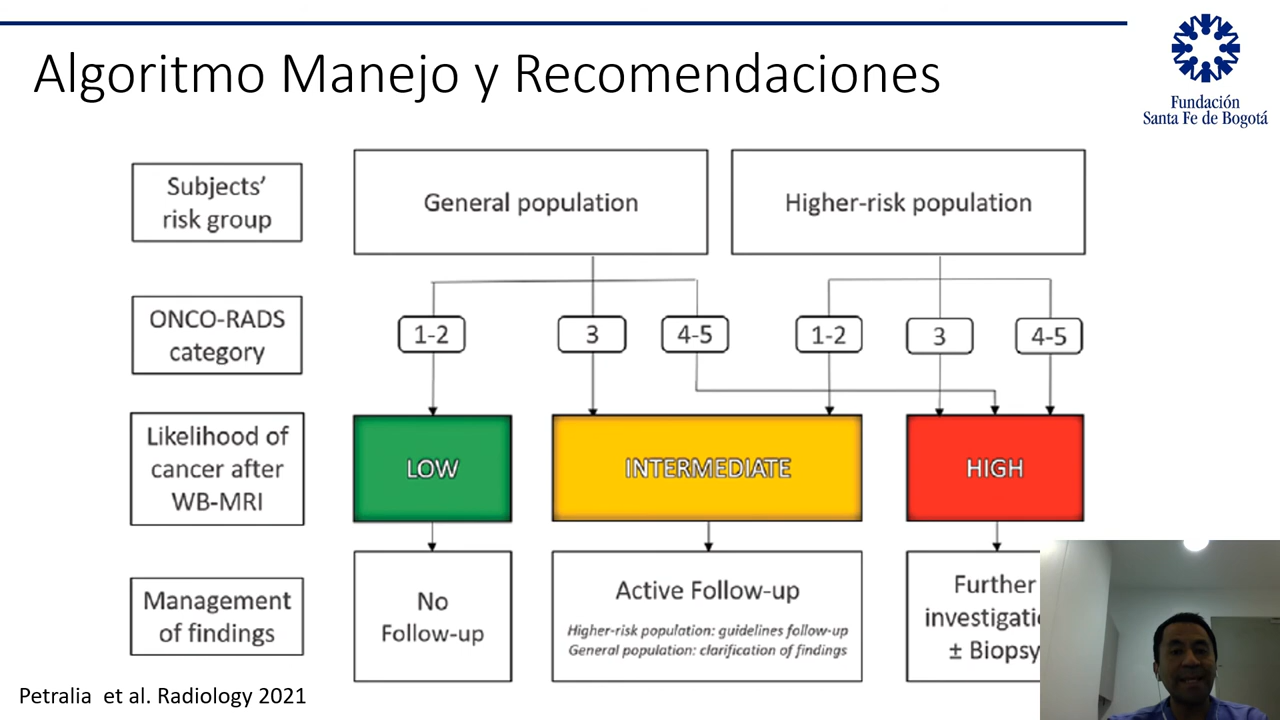 Algoritmo Manejo y Recomendaciones
Fundación
Santa Fe de Bogotá
Subjects'
risk group
General population
Higher-risk population
ONCO-RADS
category
1-2
3
4-5
1-2
3
4-5
Likelihood of
cancer after
WB-MRI
LOW
INTERMEDIATE
HIGH
Management
of findings
No
Follow-up
Active Follow-up
Higher-risk population: guidelines follow-up
General population: clarification of findings
Further
± Biopsy
Petralia et al. Radiology 2021